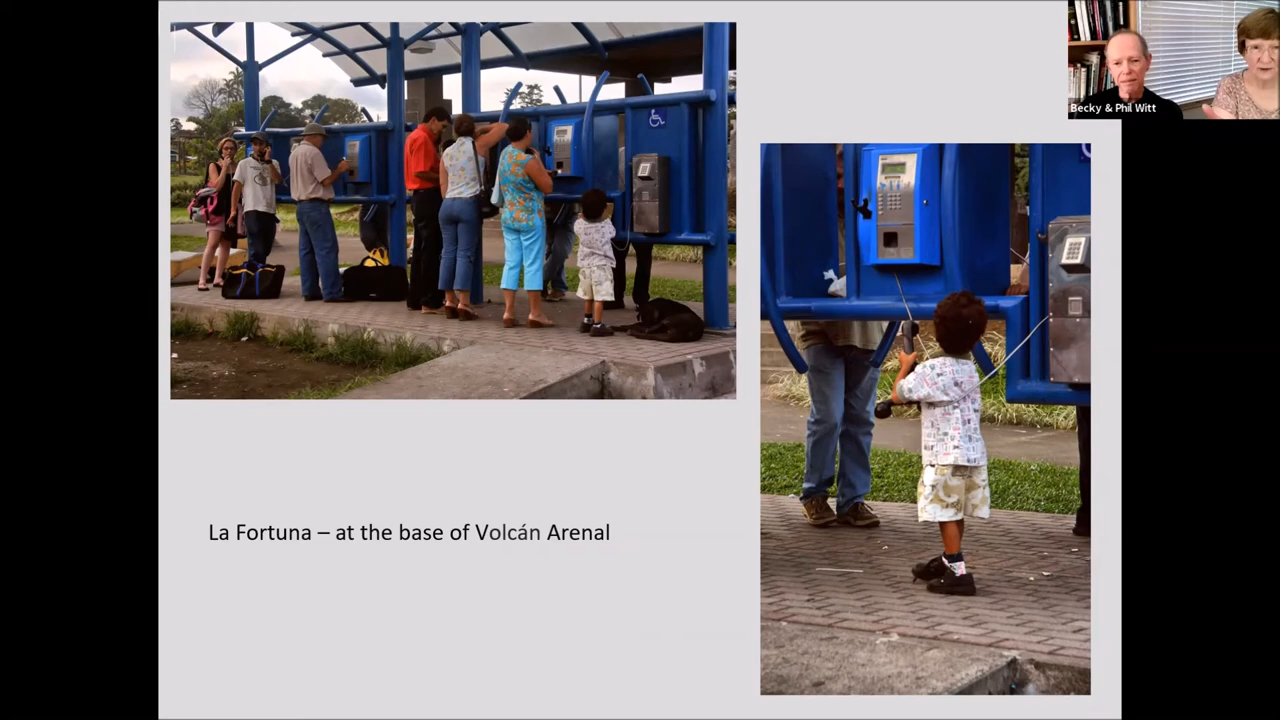 Becky & Phil Witt
La Fortuna – at the base of Volcán Arenal